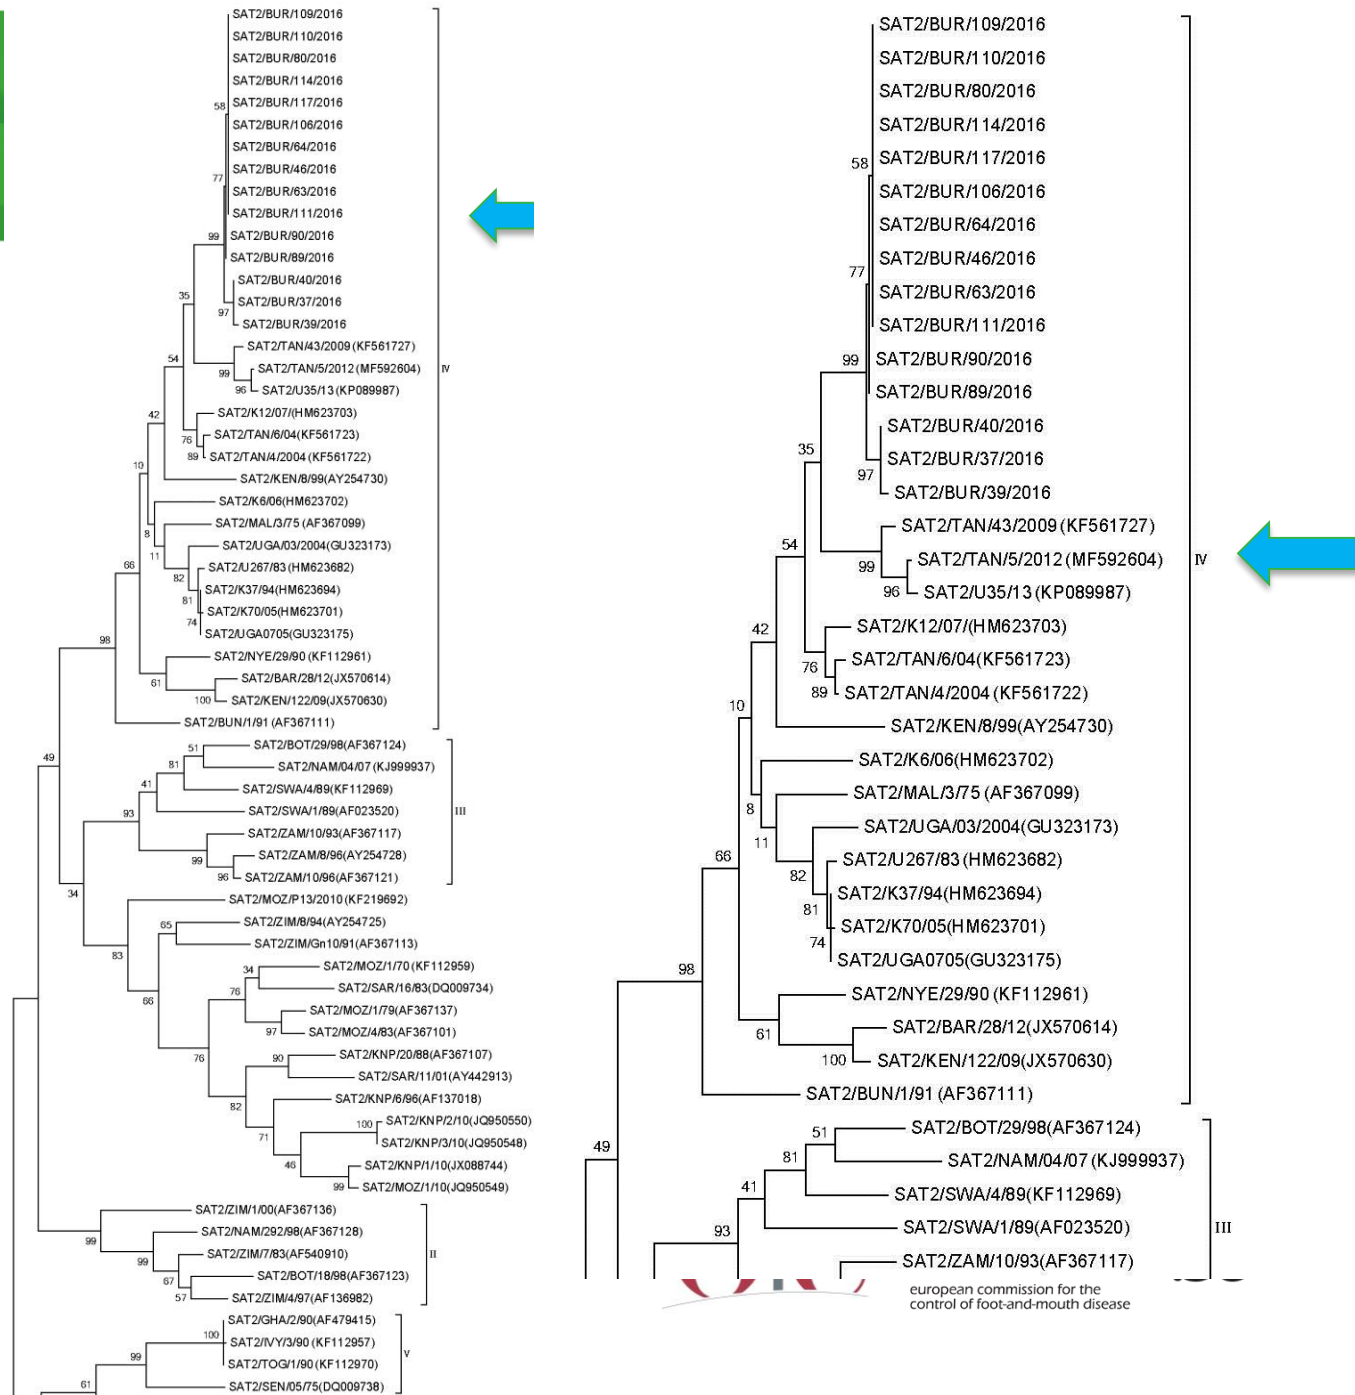 SAT2/BUR/109/2016
SAT2/BUR/110/2016
SAT2/BUR/80/2016
SAT2/BUR/114/2016
SAT2/BUR/117/2016
58
SAT2/BUR/106/2016
SAT2/BUR/64/2016
SAT2/BUR/46/2016
77
SAT2/BUR/63/2016
SAT2/BUR/111/2016
99
SAT2/BUR/90/2016
SAT2/BUR/89/2016
SAT2/BUR/40/2016
35
SAT2/BUR/37/2016
97
SAT2/BUR/39/2016
SAT2/TAN/43/2009 (KF561727)
54
99
SAT2/TAN/5/2012 (MF592604)
IV
96
SAT2/U35/13 (KP089987)
42
SAT2/K12/07/(HM623703)
76
SAT2/TAN/6/04(KF561723)
89
SAT2/TAN/4/2004 (KF561722)
10
SAT2/KEN/8/99(AY254730)
SAT2/K6/06(HM623702)
8
SAT2/MAL/3/75 (AF367099)
11
SAT2/UGA/03/2004(GU323173)
66
82
SAT2/U267/83 (HM623682)
81
SAT2/K37/94(HM623694)
74
SAT2/K70/05(HM623701)
SAT2/UGA0705(GU323175)
98
SAT2/NYE/29/90 (KF112961)
61
SAT2/BAR/28/12(JX570614)
100
SAT2/KEN/122/09(JX570630)
SAT2/BUN/1/91 (AF367111)
51
SAT2/BOT/29/98(AF367124)
49
81
SAT2/NAM/04/07 (KJ999937)
41
SAT2/SWA/4/89(KF112969)
93
SAT2/SWA/1/89(AF023520)
III
SAT2/ZAM/10/93(AF367117)
99
SAT2/ZAM/8/96(AY254728)
96
SAT2/ZAM/10/96(AF367121)
34
SAT2/MOZ/P13/2010 (KF219692)
65
SAT2/ZIM/8/94(AY254725)
83
SAT2/ZIM/Gn10/91(AF367113)
34
SAT2/MOZ/1/70 (KF112959)
66
76
SAT2/SAR/16/83(DQ009734)
SAT2/MOZ/1/79(AF367137)
97
SAT2/MOZ/4/83(AF367101)
76
90
SAT2/KNP/20/88(AF367107)
SAT2/SAR/11/01(AY442913)
82
SAT2/KNP/6/96(AF137018)
71
100
SAT2/KNP/2/10(JQ950550)
SAT2/KNP/3/10(JQ950548)
46
SAT2/KNP/1/10(JX088744)
99
SAT2/MOZ/1/10(JQ950549)
SAT2/ZIM/1/00(AF367136)
99
SAT2/NAM/292/98(AF367128)
99
SAT2/ZIM/7/83(AF540910)
II
67
SAT2/BOT/18/98(AF367123)
57
SAT2/ZIM/4/97(AF136982)
SAT2/GHA/2/90(AF479415)
100
SAT2/IVY/3/90 (KF112957)
V
99
SAT2/TOG/1/90 (KF112970)
61
SAT2/SEN/05/75(DQ009738)
SAT2/BUR/109/2016
SAT2/BUR/110/2016
SAT2/BUR/80/2016
SAT2/BUR/114/2016
58
SAT2/BUR/117/2016
SAT2/BUR/106/2016
SAT2/BUR/64/2016
77
SAT2/BUR/46/2016
SAT2/BUR/63/2016
SAT2/BUR/111/2016
99
SAT2/BUR/90/2016
SAT2/BUR/89/2016
SAT2/BUR/40/2016
35
SAT2/BUR/37/2016
97
SAT2/BUR/39/2016
SAT2/TAN/43/2009 (KF561727)
54
99
SAT2/TAN/5/2012 (MF592604)
IV
96
SAT2/U35/13 (KP089987)
42
SAT2/K12/07/(HM623703)
76
SAT2/TAN/6/04(KF561723)
89
SAT2/TAN/4/2004 (KF561722)
10
SAT2/KEN/8/99(AY254730)
SAT2/K6/06(HM623702)
8
SAT2/MAL/3/75 (AF367099)
11
SAT2/UGA/03/2004(GU323173)
66
82
SAT2/U267/83 (HM623682)
81
SAT2/K37/94(HM623694)
74
SAT2/K70/05(HM623701)
SAT2/UGA0705(GU323175)
98
SAT2/NYE/29/90 (KF112961)
61
SAT2/BAR/28/12(JX570614)
100
SAT2/KEN/122/09(JX570630)
SAT2/BUN/1/91 (AF367111)
51
SAT2/BOT/29/98(AF367124)
49
81
SAT2/NAM/04/07 (KJ999937)
41
SAT2/SWA/4/89(KF112969)
93
SAT2/SWA/1/89(AF023520)
III
SAT2/ZAM/10/93(AF367117)
european commission for the
control of foot-and-mouth disease